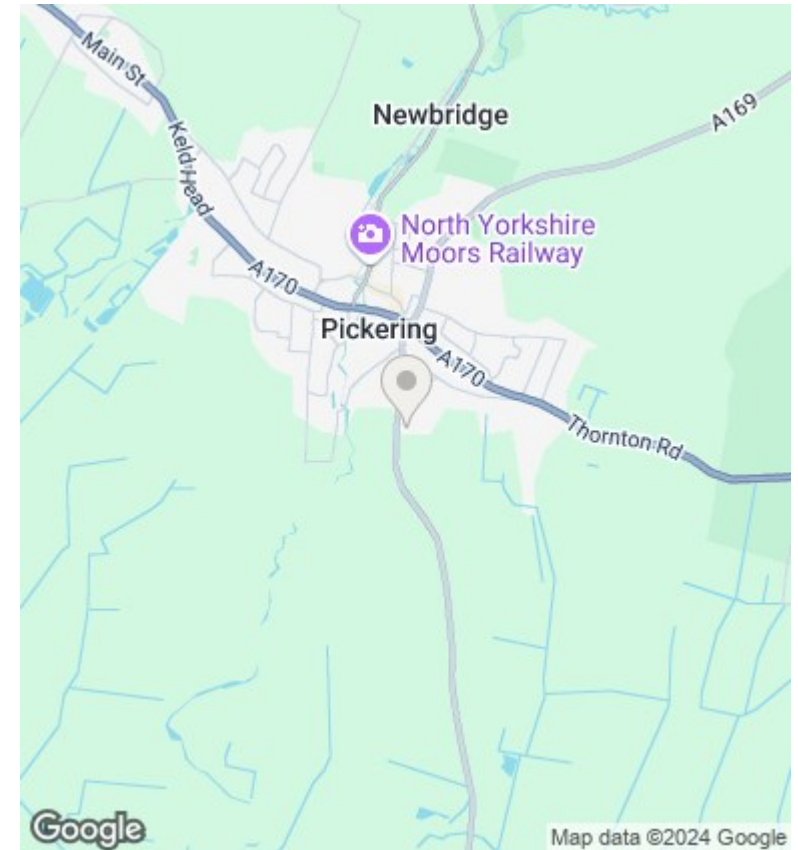 Main St
Newbridge
A169
Keld Head
North Yorkshire
Moors Railway
A170
Pickering
A170
Thornton Rd
Google
Map data ©2024 Google